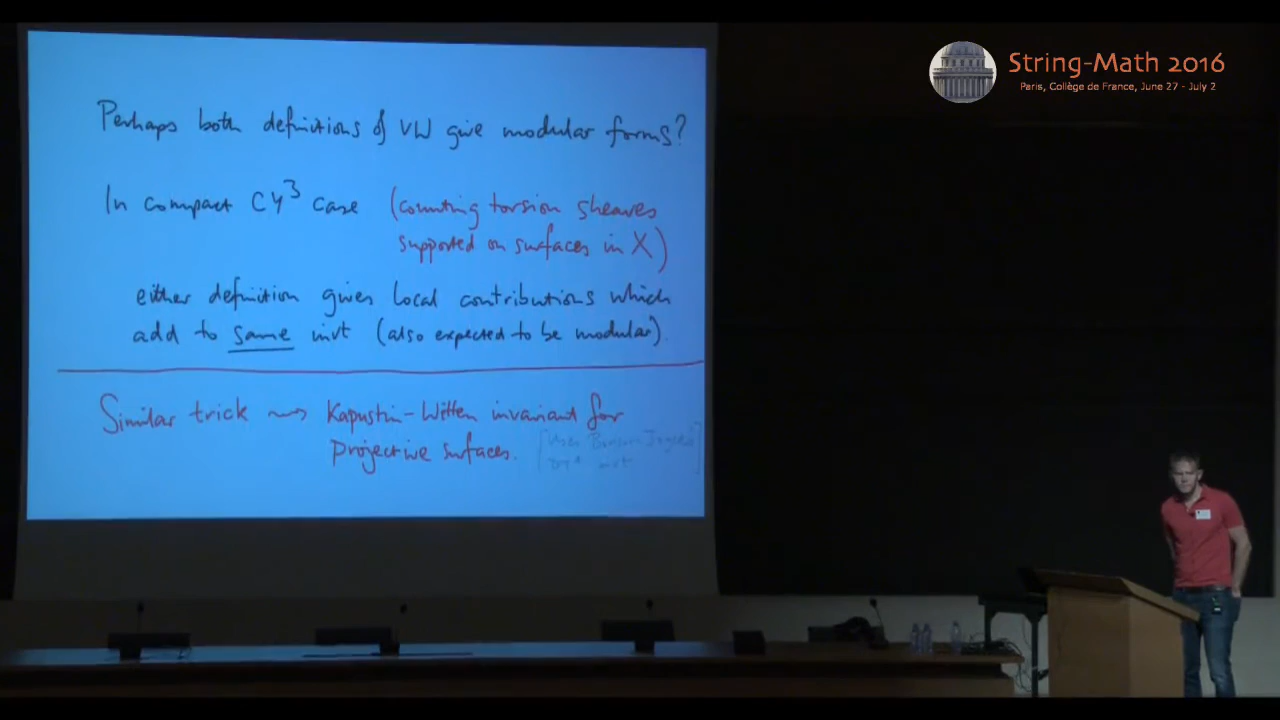 String-Math 2016
Paris, Collège de France, June 27 - July 2
Perhaps both definitions of VW give modular forms?
In compact CY³ case (counting torsion sheaves
supported on surfaces in X)
either definition gives local contributions which
add to same invt (also expected to be modular).
Similar trick ⟿ Kapustin-Witten invariant for
projective surfaces.